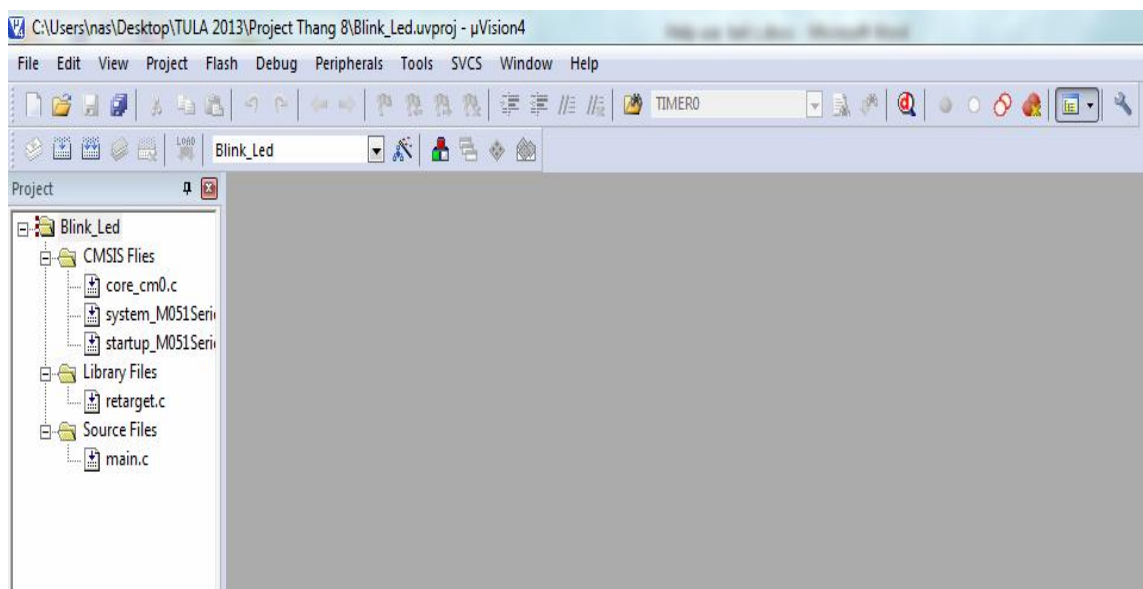 C:\Users\nas\Desktop\TULA 2013\Project Thang 8\Blink_Led.uvproj - µVision4
File Edit View Project Flash Debug Peripherals Tools SVCS Window Help
TIMER0
LOAD Blink_Led
Project
Blink_Led
CMSIS Flies
core_cm0.c
system_M051Seri
startup_M051Seri
Library Files
retarget.c
Source Files
main.c